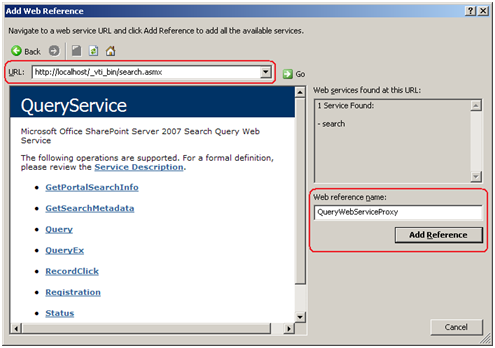 Add Web Reference
Navigate to a web service URL and click Add Reference to add all the available services.
Back
URL: http://localhost/_vti_bin/search.asmx
Go
QueryService
Microsoft Office SharePoint Server 2007 Search Query Web
Service
The following operations are supported. For a formal definition,
please review the Service Description.
• GetPortalSearchInfo
• GetSearchMetadata
• Query
• QueryEx
• RecordClick
• Registration
• Status
Web services found at this URL:
1 Service Found:
- search
Web reference name:
QueryWebServiceProxy
Add Reference
Cancel